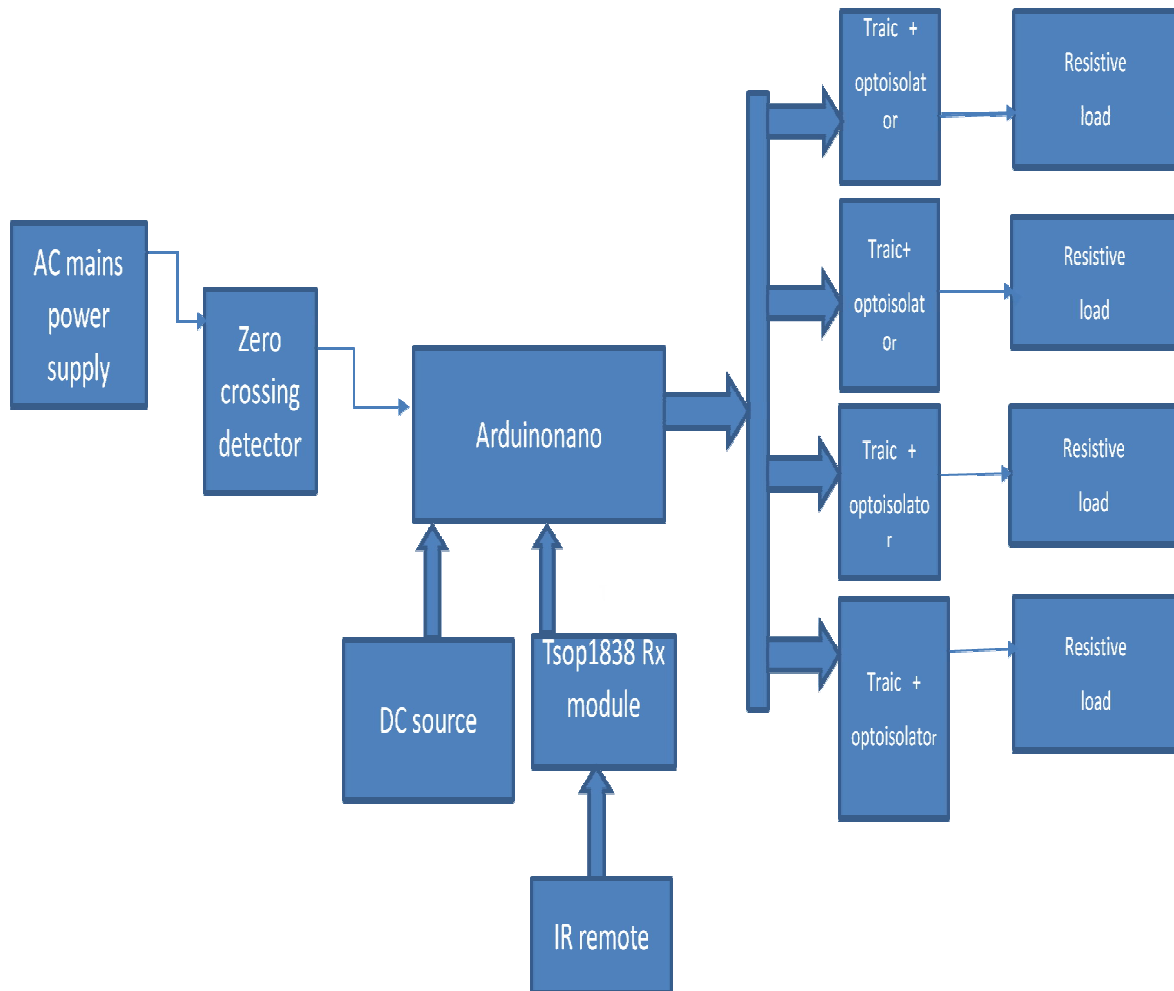 AC mains
power
supply
Zero
crossing
detector
Arduinonano
DC source
Tsop1838 Rx
module
IR remote
Traic +
optoisolat
or
Resistive
load
Traic+
optoisolat
or
Resistive
load
Traic +
optoisolato
r
Resistive
load
Traic +
optoisolator
Resistive
load